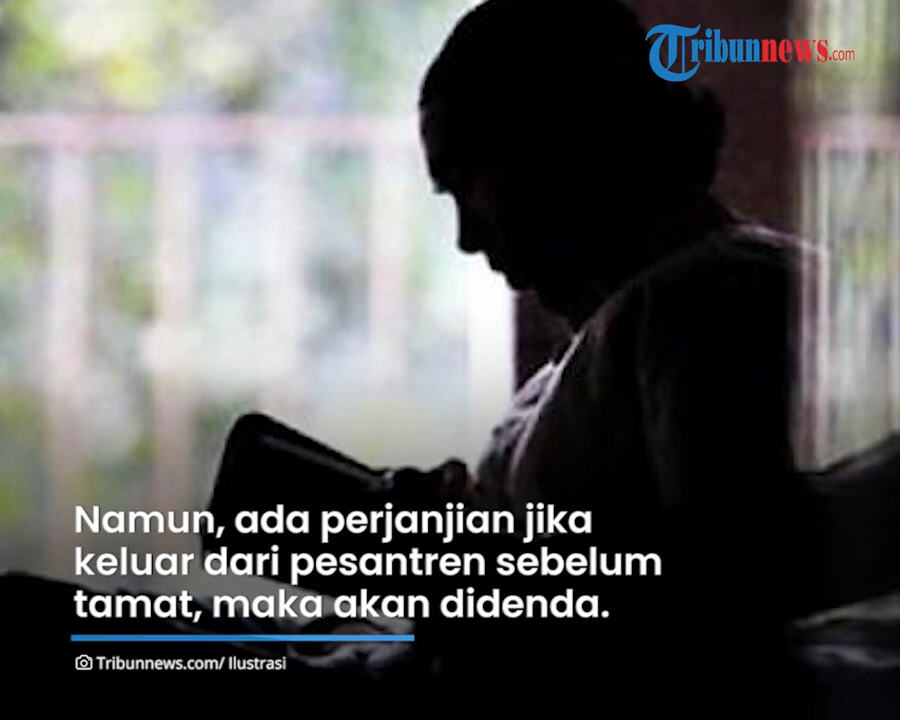 Tribunnews.com
Namun, ada perjanjian jika
keluar dari pesantren sebelum
tamat, maka akan didenda.
Tribunnews.com/ Ilustrasi